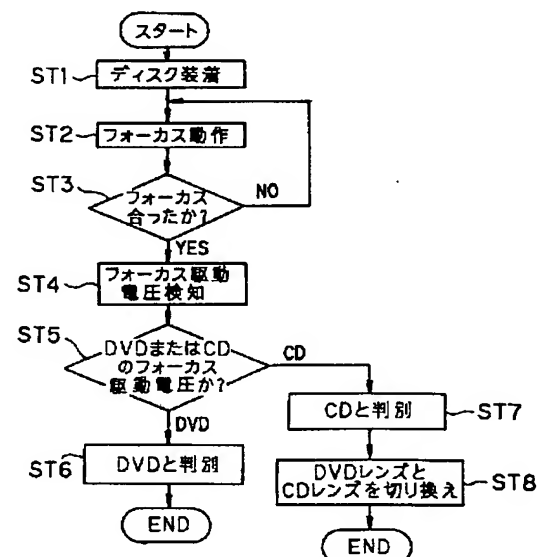 スタート
ST1 ディスク装着
ST2 フォーカス動作
ST3 フォーカス
合ったか?
NO
YES
ST4 フォーカス駆動
電圧検知
ST5 DVDまたはCD
のフォーカス
駆動電圧か?
CD
DVD
CDと判別 ST7
ST6 DVDと判別
DVDレンズと
CDレンズを切り換え ST8
END
END